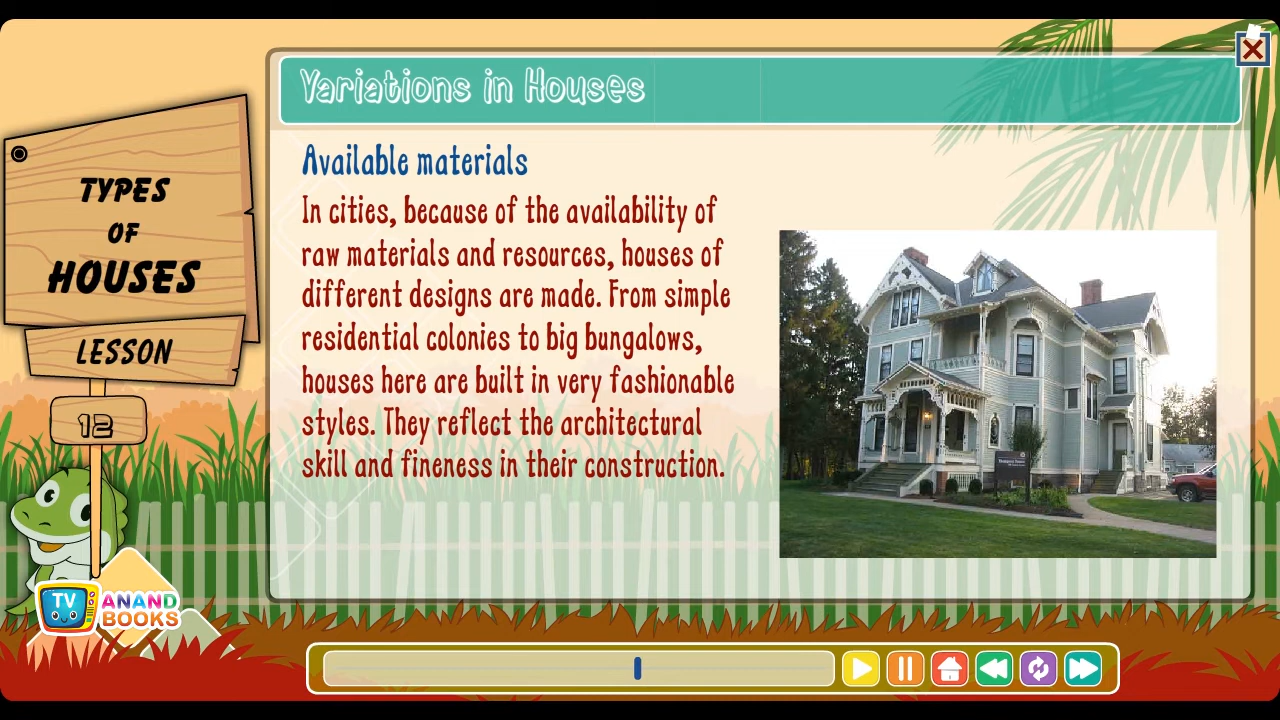 Variations in Houses
TYPES
OF
HOUSES
LESSON
12
Available materials
In cities, because of the availability of
raw materials and resources, houses of
different designs are made. From simple
residential colonies to big bungalows,
houses here are built in very fashionable
styles. They reflect the architectural
skill and fineness in their construction.
TV
ANAND
BOOKS